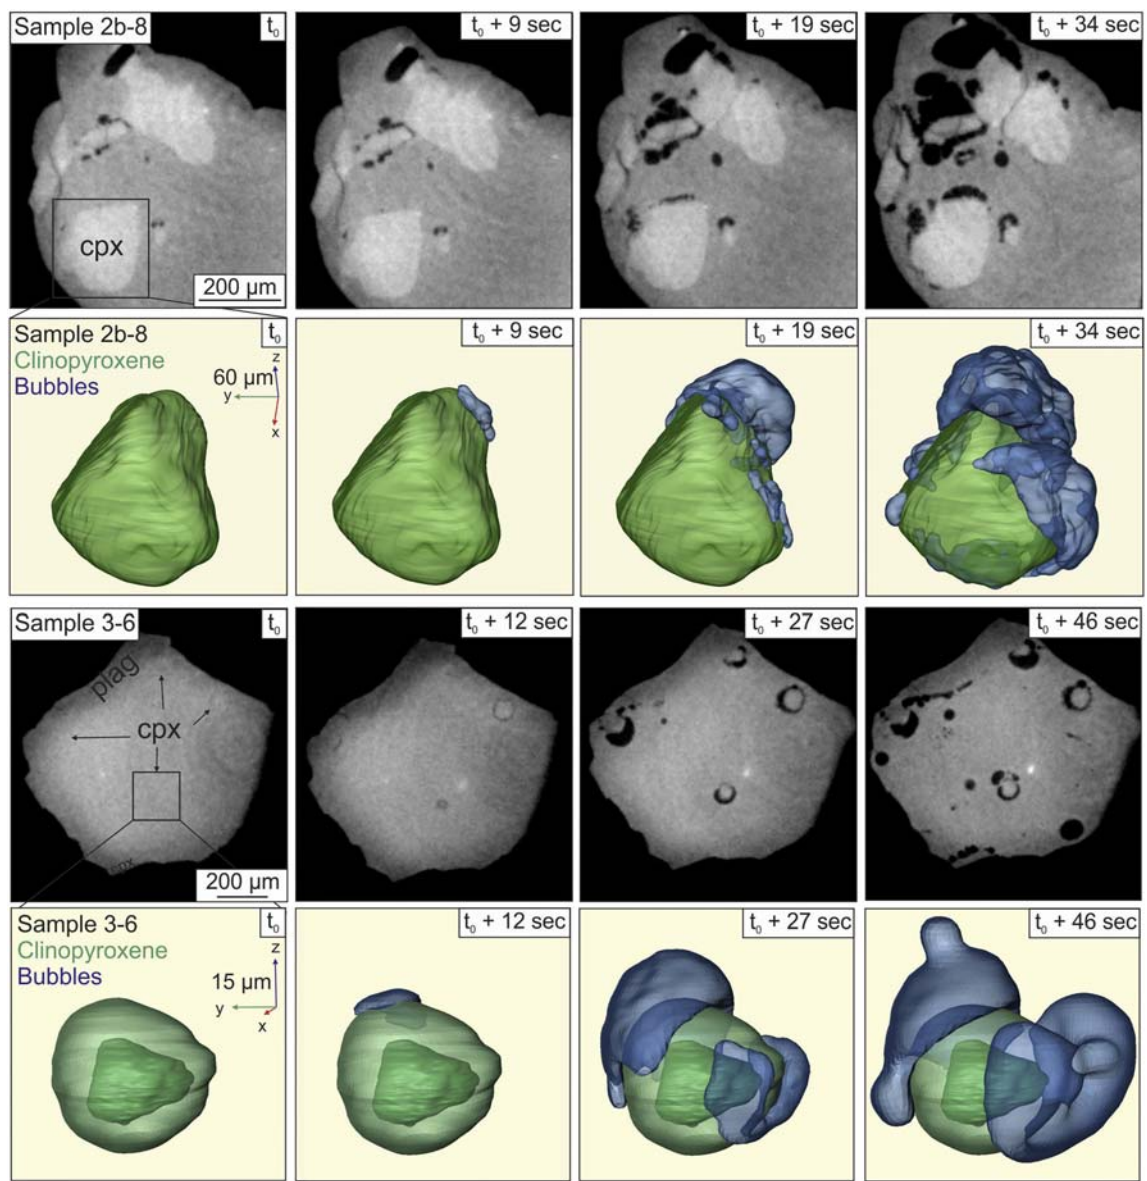 Sample 2b-8
t₀
t₀ + 9 sec
t₀ + 19 sec
t₀ + 34 sec
cpx
200 µm
Sample 2b-8
t₀
t₀ + 9 sec
t₀ + 19 sec
t₀ + 34 sec
Clinopyroxene
Bubbles
60 µm
z
y
x
Sample 3-6
t₀
t₀ + 12 sec
t₀ + 27 sec
t₀ + 46 sec
plag
cpx
cpx
200 µm
Sample 3-6
t₀
t₀ + 12 sec
t₀ + 27 sec
t₀ + 46 sec
Clinopyroxene
Bubbles
15 µm
z
y
x